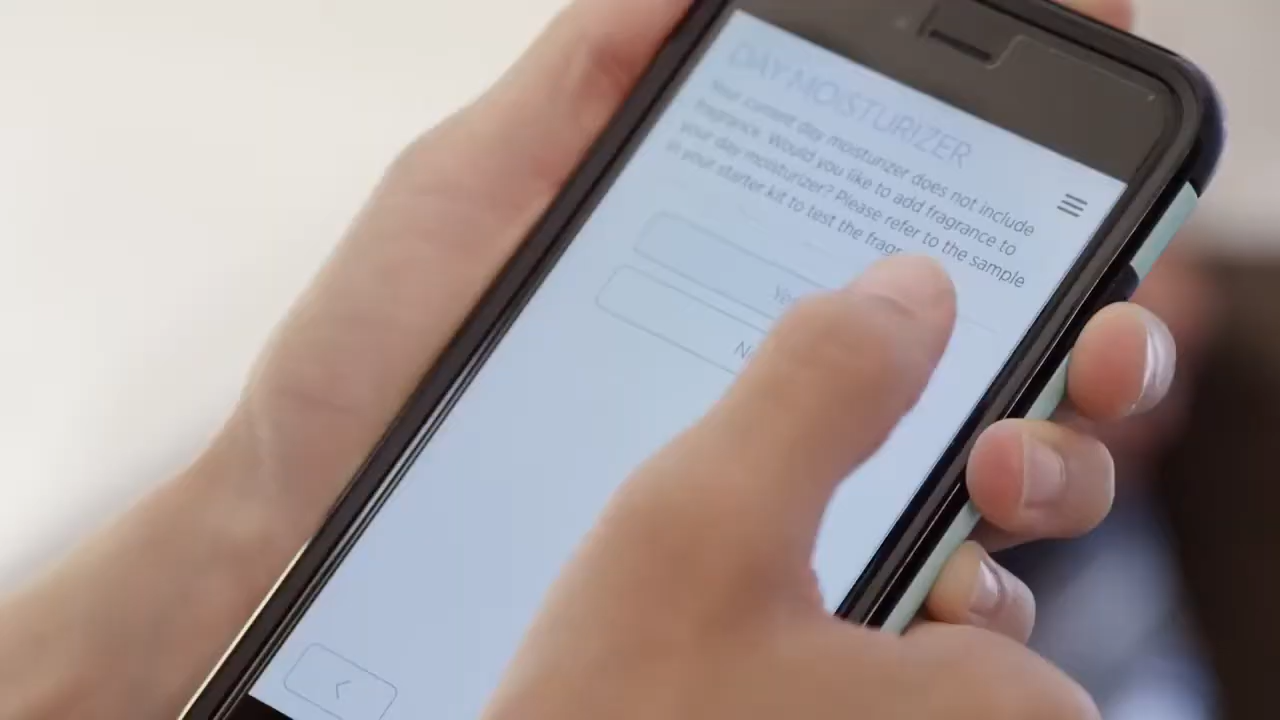 DAY MOISTURIZER
Your current day moisturizer does not include
fragrance. Would you like to add fragrance to
your day moisturizer? Please refer to the sample
in your starter kit to test the